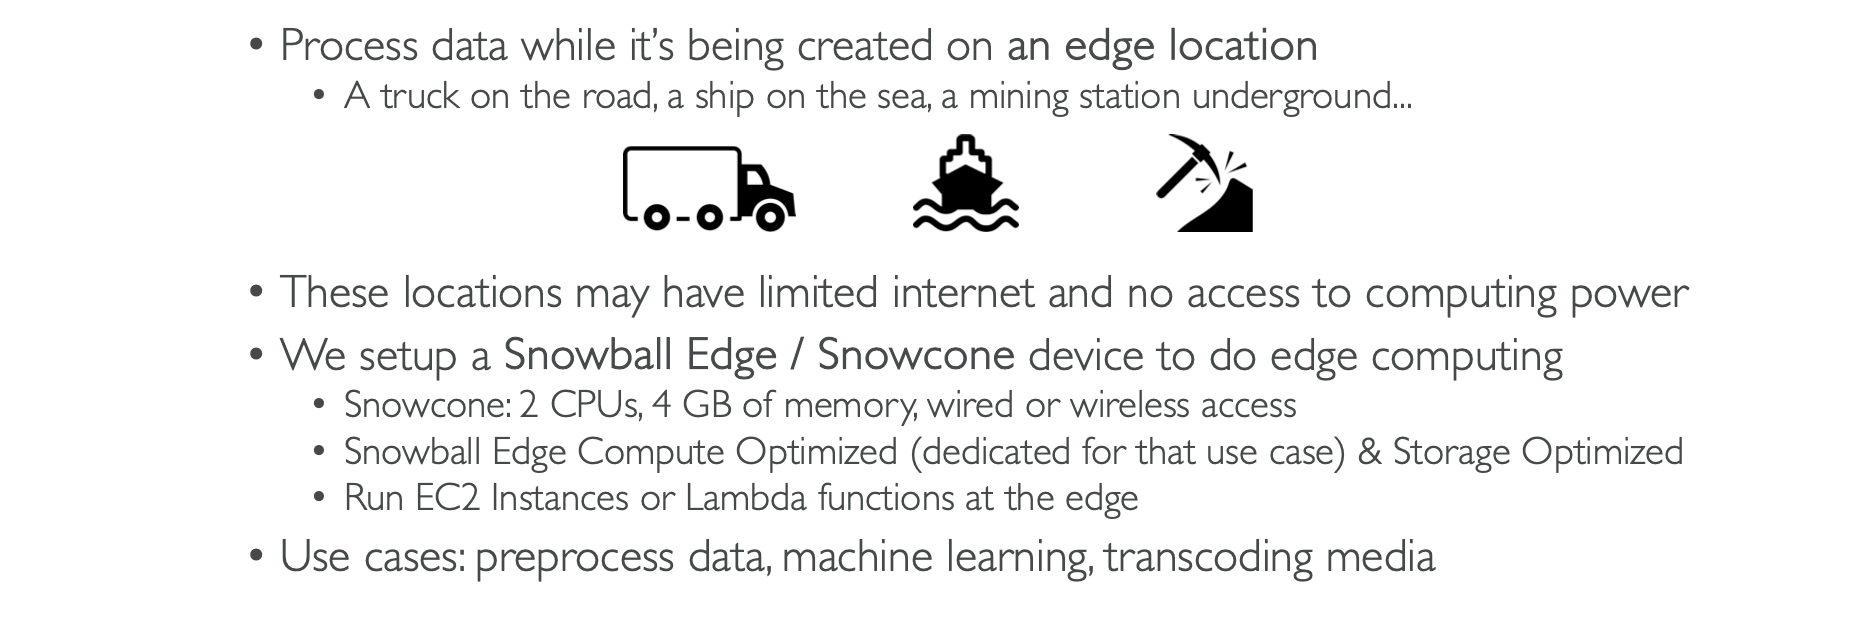 • Process data while it's being created on an edge location
• A truck on the road, a ship on the sea, a mining station underground...
• These locations may have limited internet and no access to computing power
• We setup a Snowball Edge / Snowcone device to do edge computing
• Snowcone: 2 CPUs, 4 GB of memory, wired or wireless access
• Snowball Edge Compute Optimized (dedicated for that use case) & Storage Optimized
• Run EC2 Instances or Lambda functions at the edge
• Use cases: preprocess data, machine learning, transcoding media